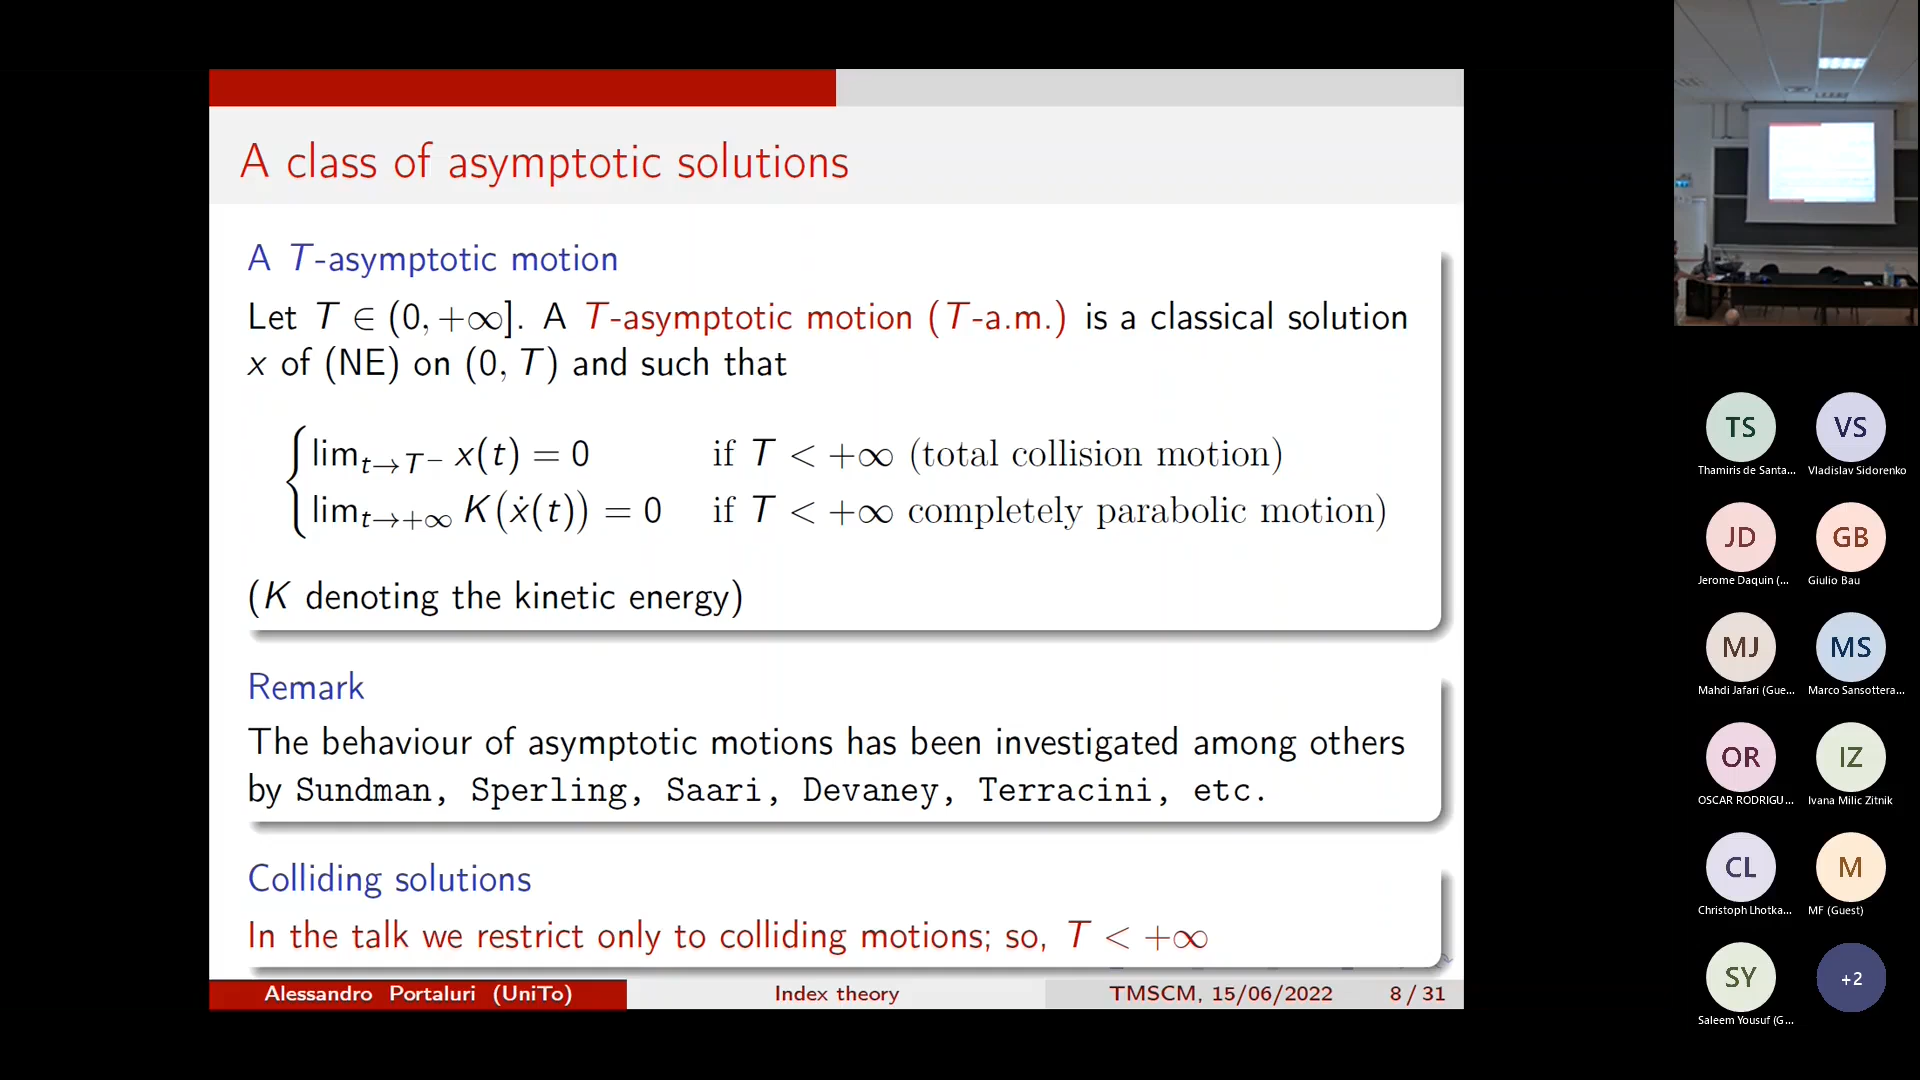 A class of asymptotic solutions
A T-asymptotic motion
Let T ∈ (0, +∞]. A T-asymptotic motion (T-a.m.) is a classical solution
x of (NE) on (0, T) and such that
lim_{t→T⁻} x(t) = 0 if T < +∞ (total collision motion)
lim_{t→+∞} K(ẋ(t)) = 0 if T < +∞ completely parabolic motion)
(K denoting the kinetic energy)
Remark
The behaviour of asymptotic motions has been investigated among others
by Sundman, Sperling, Saari, Devaney, Terracini, etc.
Colliding solutions
In the talk we restrict only to colliding motions; so, T < +∞
Alessandro Portaluri (UniTo) Index theory TMSCM, 15/06/2022 8 / 31
TS VS
Thamiris de Santa... Vladislav Sidorenko
JD GB
Jerome Daquin (... Giulio Bau
MJ MS
Mahdi Jafari (Gue... Marco Sansottera...
OR IZ
OSCAR RODRIGU... Ivana Milic Zitnik
CL M
Christoph Lhotka... MF (Guest)
SY +2
Saleem Yousuf (G...